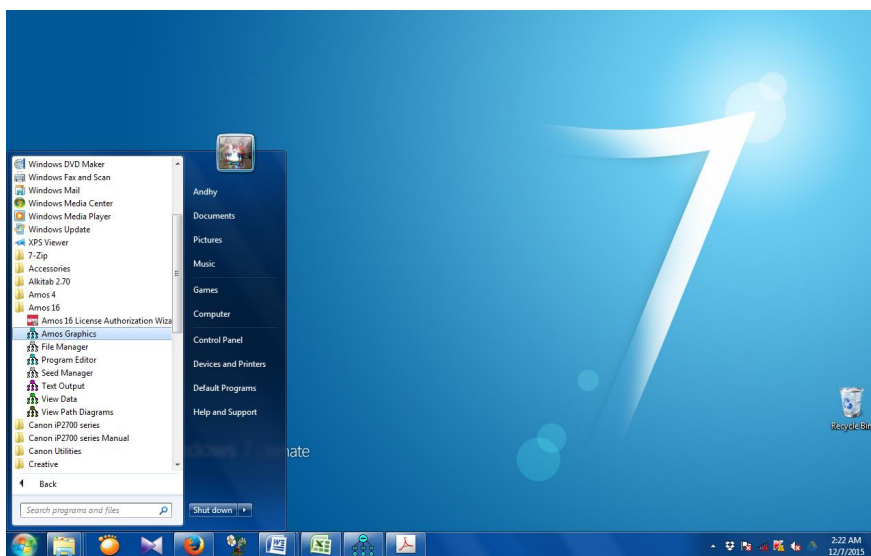 Windows DVD Maker
Windows Fax and Scan
Windows Mail
Windows Media Center
Windows Media Player
Windows Update
XPS Viewer
7-Zip
Accessories
Alkitab 2.70
Amos 4
Amos 16
Amos 16 License Authorization Wiza
Amos Graphics
File Manager
Program Editor
Seed Manager
Text Output
View Data
View Path Diagrams
Canon iP2700 series
Canon iP2700 series Manual
Canon Utilities
Creative
Back
Search programs and files
Andhy
Documents
Pictures
Music
Games
Computer
Control Panel
Devices and Printers
Default Programs
Help and Support
Shut down
dows 7 Ultimate
7
Recycle Bin
2:22 AM
12/7/2015